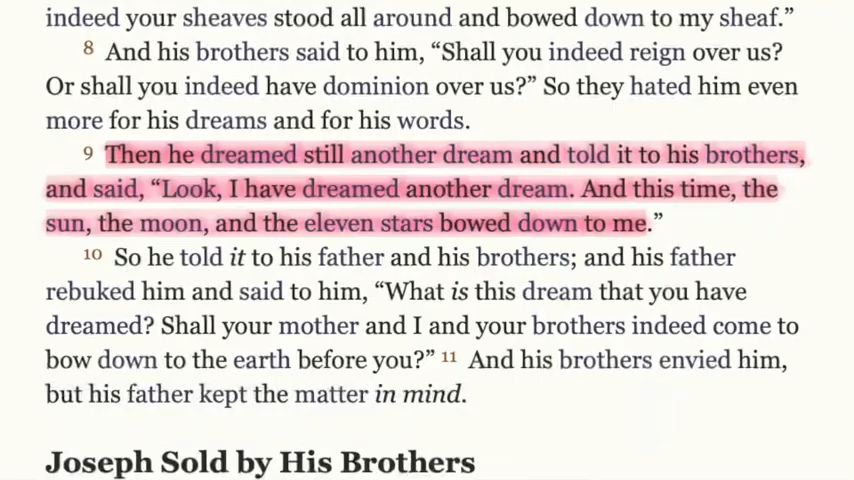 indeed your sheaves stood all around and bowed down to my sheaf.”
8 And his brothers said to him, “Shall you indeed reign over us?
Or shall you indeed have dominion over us?” So they hated him even
more for his dreams and for his words.
9 Then he dreamed still another dream and told it to his brothers,
and said, “Look, I have dreamed another dream. And this time, the
sun, the moon, and the eleven stars bowed down to me.”
10 So he told it to his father and his brothers; and his father
rebuked him and said to him, “What is this dream that you have
dreamed? Shall your mother and I and your brothers indeed come to
bow down to the earth before you?” 11 And his brothers envied him,
but his father kept the matter in mind.
Joseph Sold by His Brothers